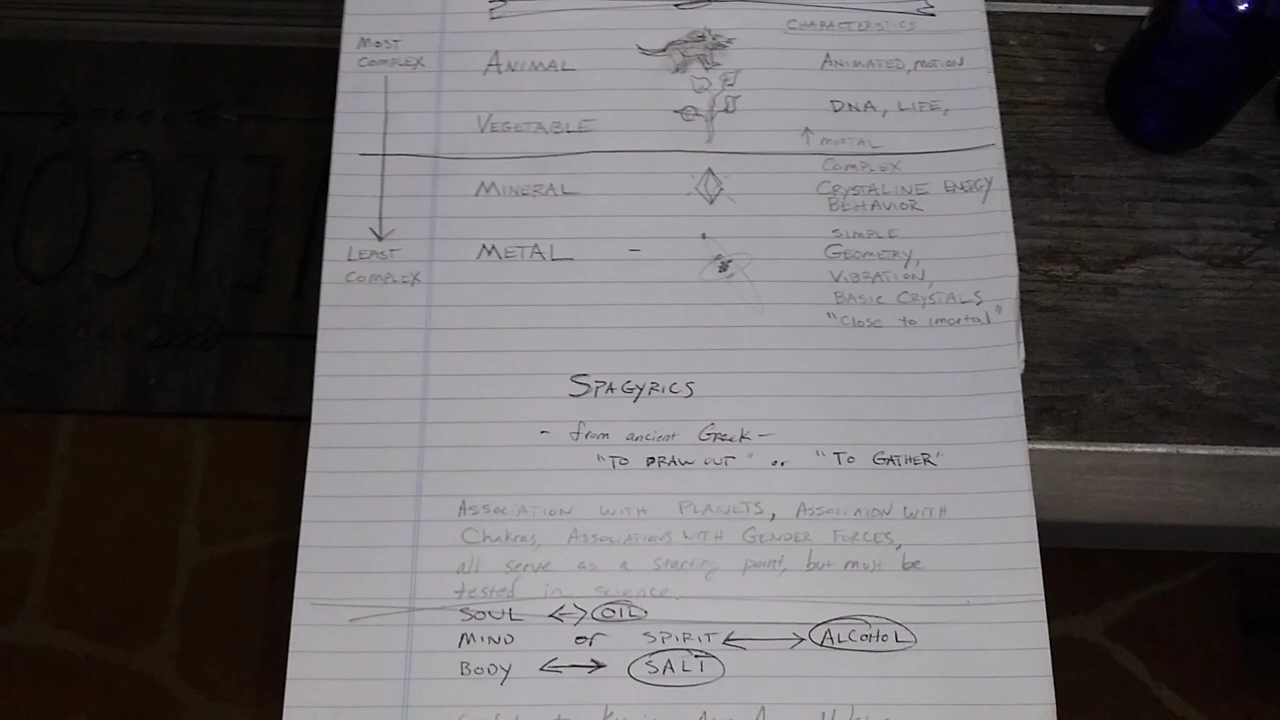 CHARACTERISTICS
MOST
COMPLEX
ANIMAL
ANIMATED, MOTION
VEGETABLE
DNA, LIFE,
↑ MORTAL
MINERAL
COMPLEX
CRYSTALINE ENERGY
BEHAVIOR
LEAST
COMPLEX
METAL -
SIMPLE
GEOMETRY,
VIBRATION,
BASIC CRYSTALS
"Close to imortal"
SPAGYRICS
- from ancient Greek -
"TO DRAW OUT" or "TO GATHER"
ASSOCIATION WITH PLANETS, ASSOCIAION WITH
Chakras, ASSOCIATIONS WITH GENDER FORCES,
all serve as a starting point, but must be
tested in science.
SOUL <-> OIL
MIND or SPIRIT <-> ALCOHOL
BODY <-> SALT